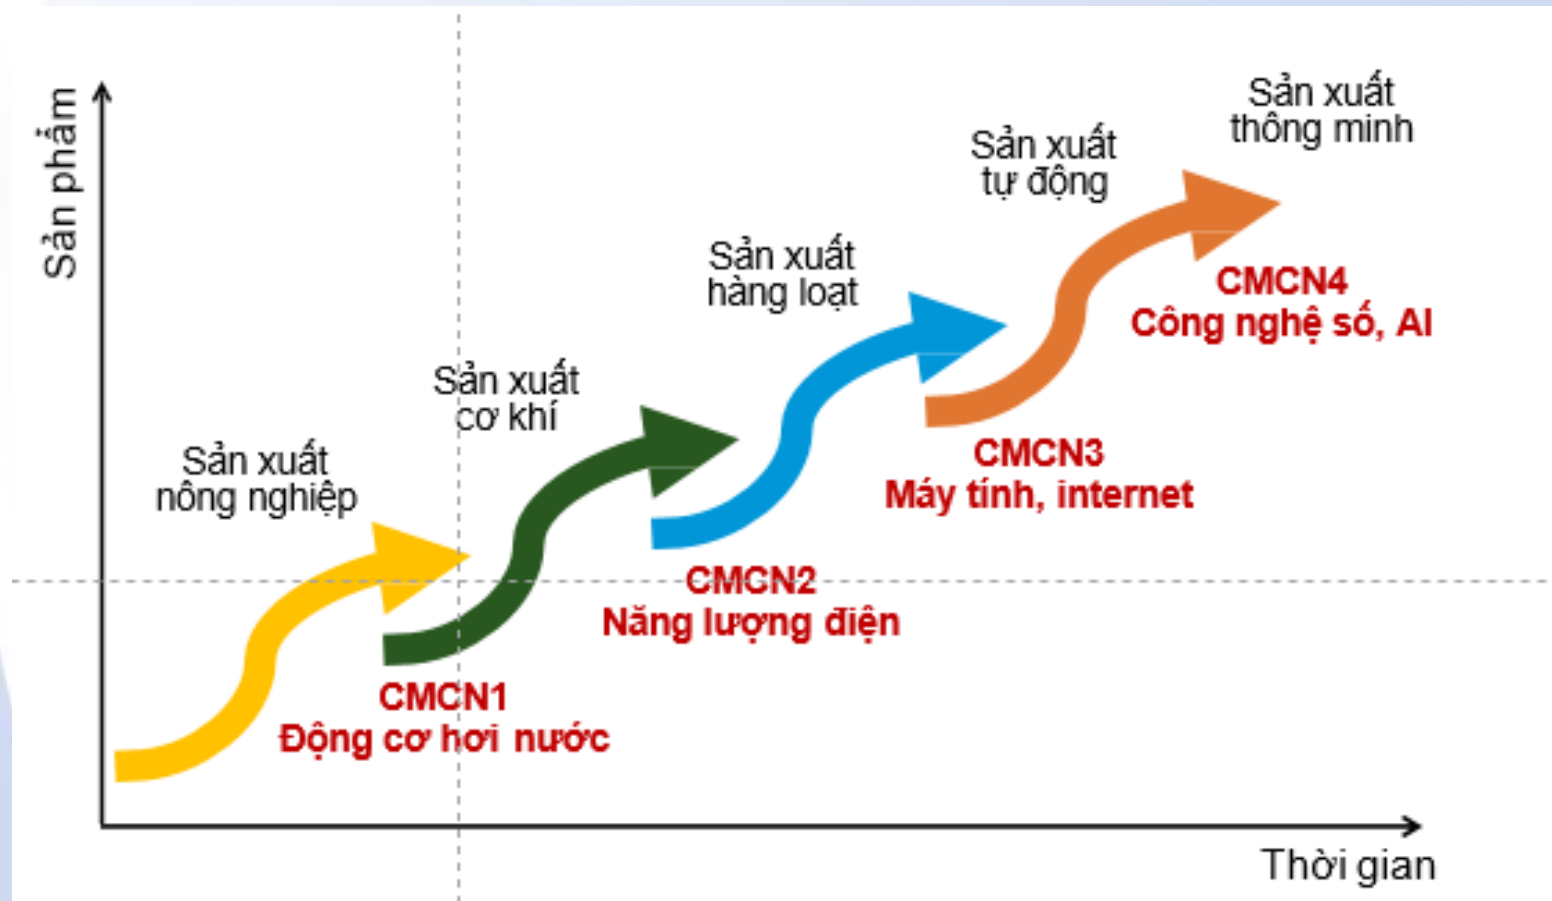 Sản phẩm
Sản xuất
thông minh
Sản xuất
tự động
Sản xuất
hàng loạt
CMCN4
Công nghệ số, AI
Sản xuất
cơ khí
CMCN3
Máy tính, internet
Sản xuất
nông nghiệp
CMCN2
Năng lượng điện
CMCN1
Động cơ hơi nước
Thời gian